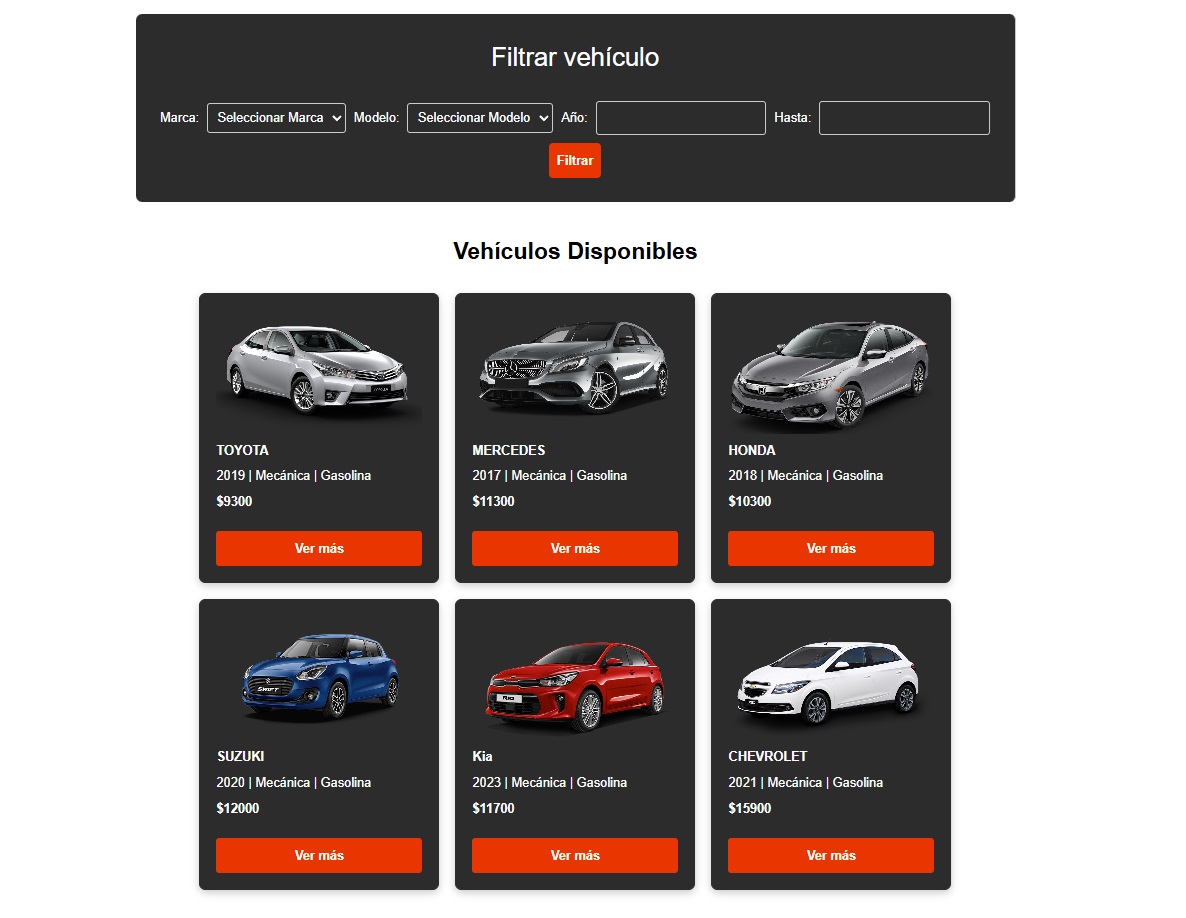 Filtrar vehículo
Marca: Seleccionar Marca Modelo: Seleccionar Modelo Año: Hasta:
Filtrar
Vehículos Disponibles
TOYOTA
2019 | Mecánica | Gasolina
$9300
Ver más
MERCEDES
2017 | Mecánica | Gasolina
$11300
Ver más
HONDA
2018 | Mecánica | Gasolina
$10300
Ver más
SWIFT
SUZUKI
2020 | Mecánica | Gasolina
$12000
Ver más
Rio
Kia
2023 | Mecánica | Gasolina
$11700
Ver más
CHEVROLET
2021 | Mecánica | Gasolina
$15900
Ver más